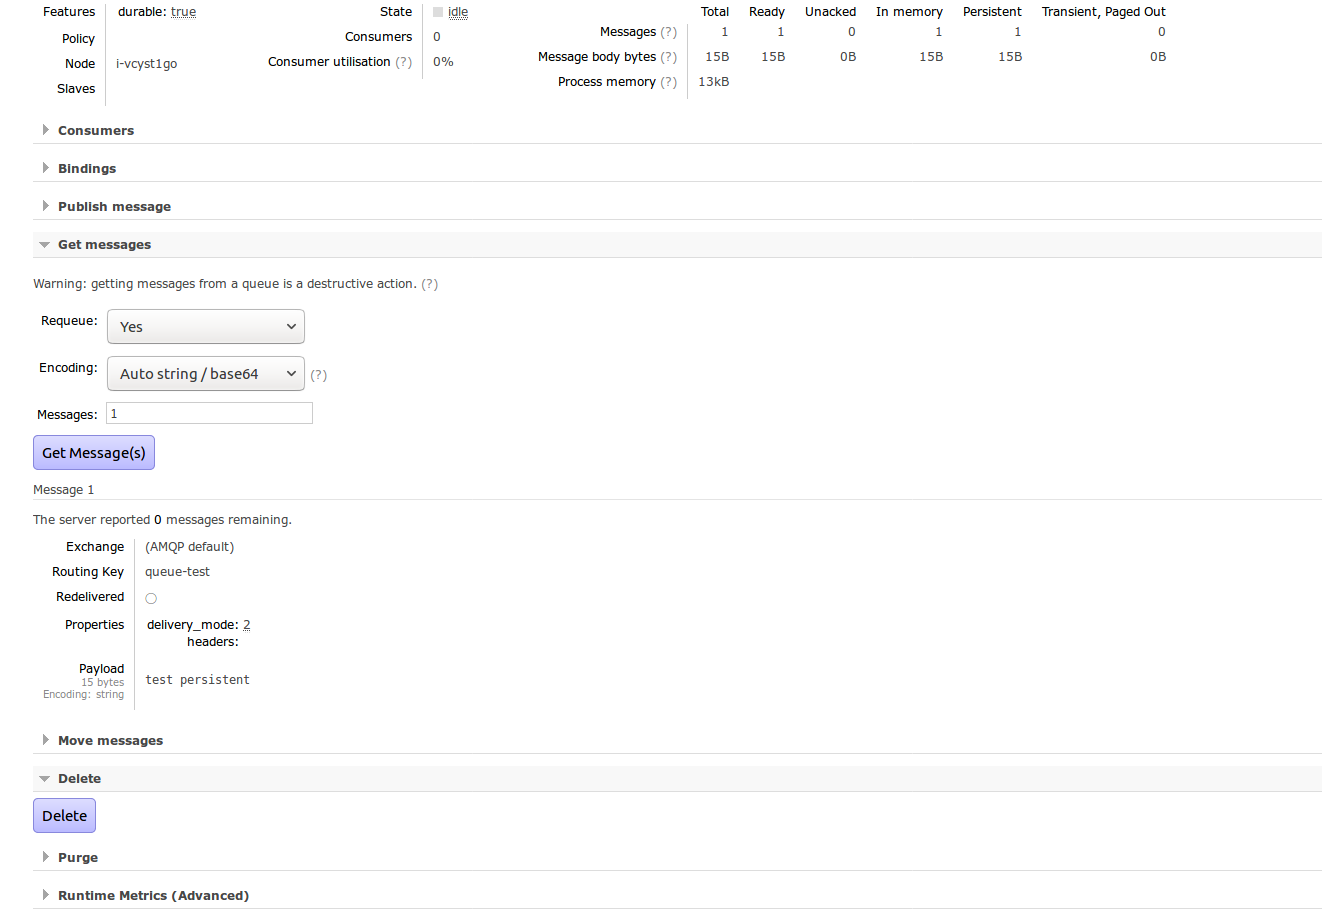 Features durable: true State idle Total Ready Unacked In memory Persistent Transient, Paged Out
Policy Consumers 0 Messages (?) 1 1 0 1 1 0
Node i-vcyst1go Consumer utilisation (?) 0% Message body bytes (?) 15B 15B 0B 15B 15B 0B
Slaves Process memory (?) 13kB
Consumers
Bindings
Publish message
Get messages
Warning: getting messages from a queue is a destructive action. (?)
Requeue: Yes
Encoding: Auto string / base64 (?)
Messages: 1
Get Message(s)
Message 1
The server reported 0 messages remaining.
Exchange (AMQP default)
Routing Key queue-test
Redelivered
Properties delivery_mode: 2
headers:
Payload
15 bytes
Encoding: string
test persistent
Move messages
Delete
Delete
Purge
Runtime Metrics (Advanced)